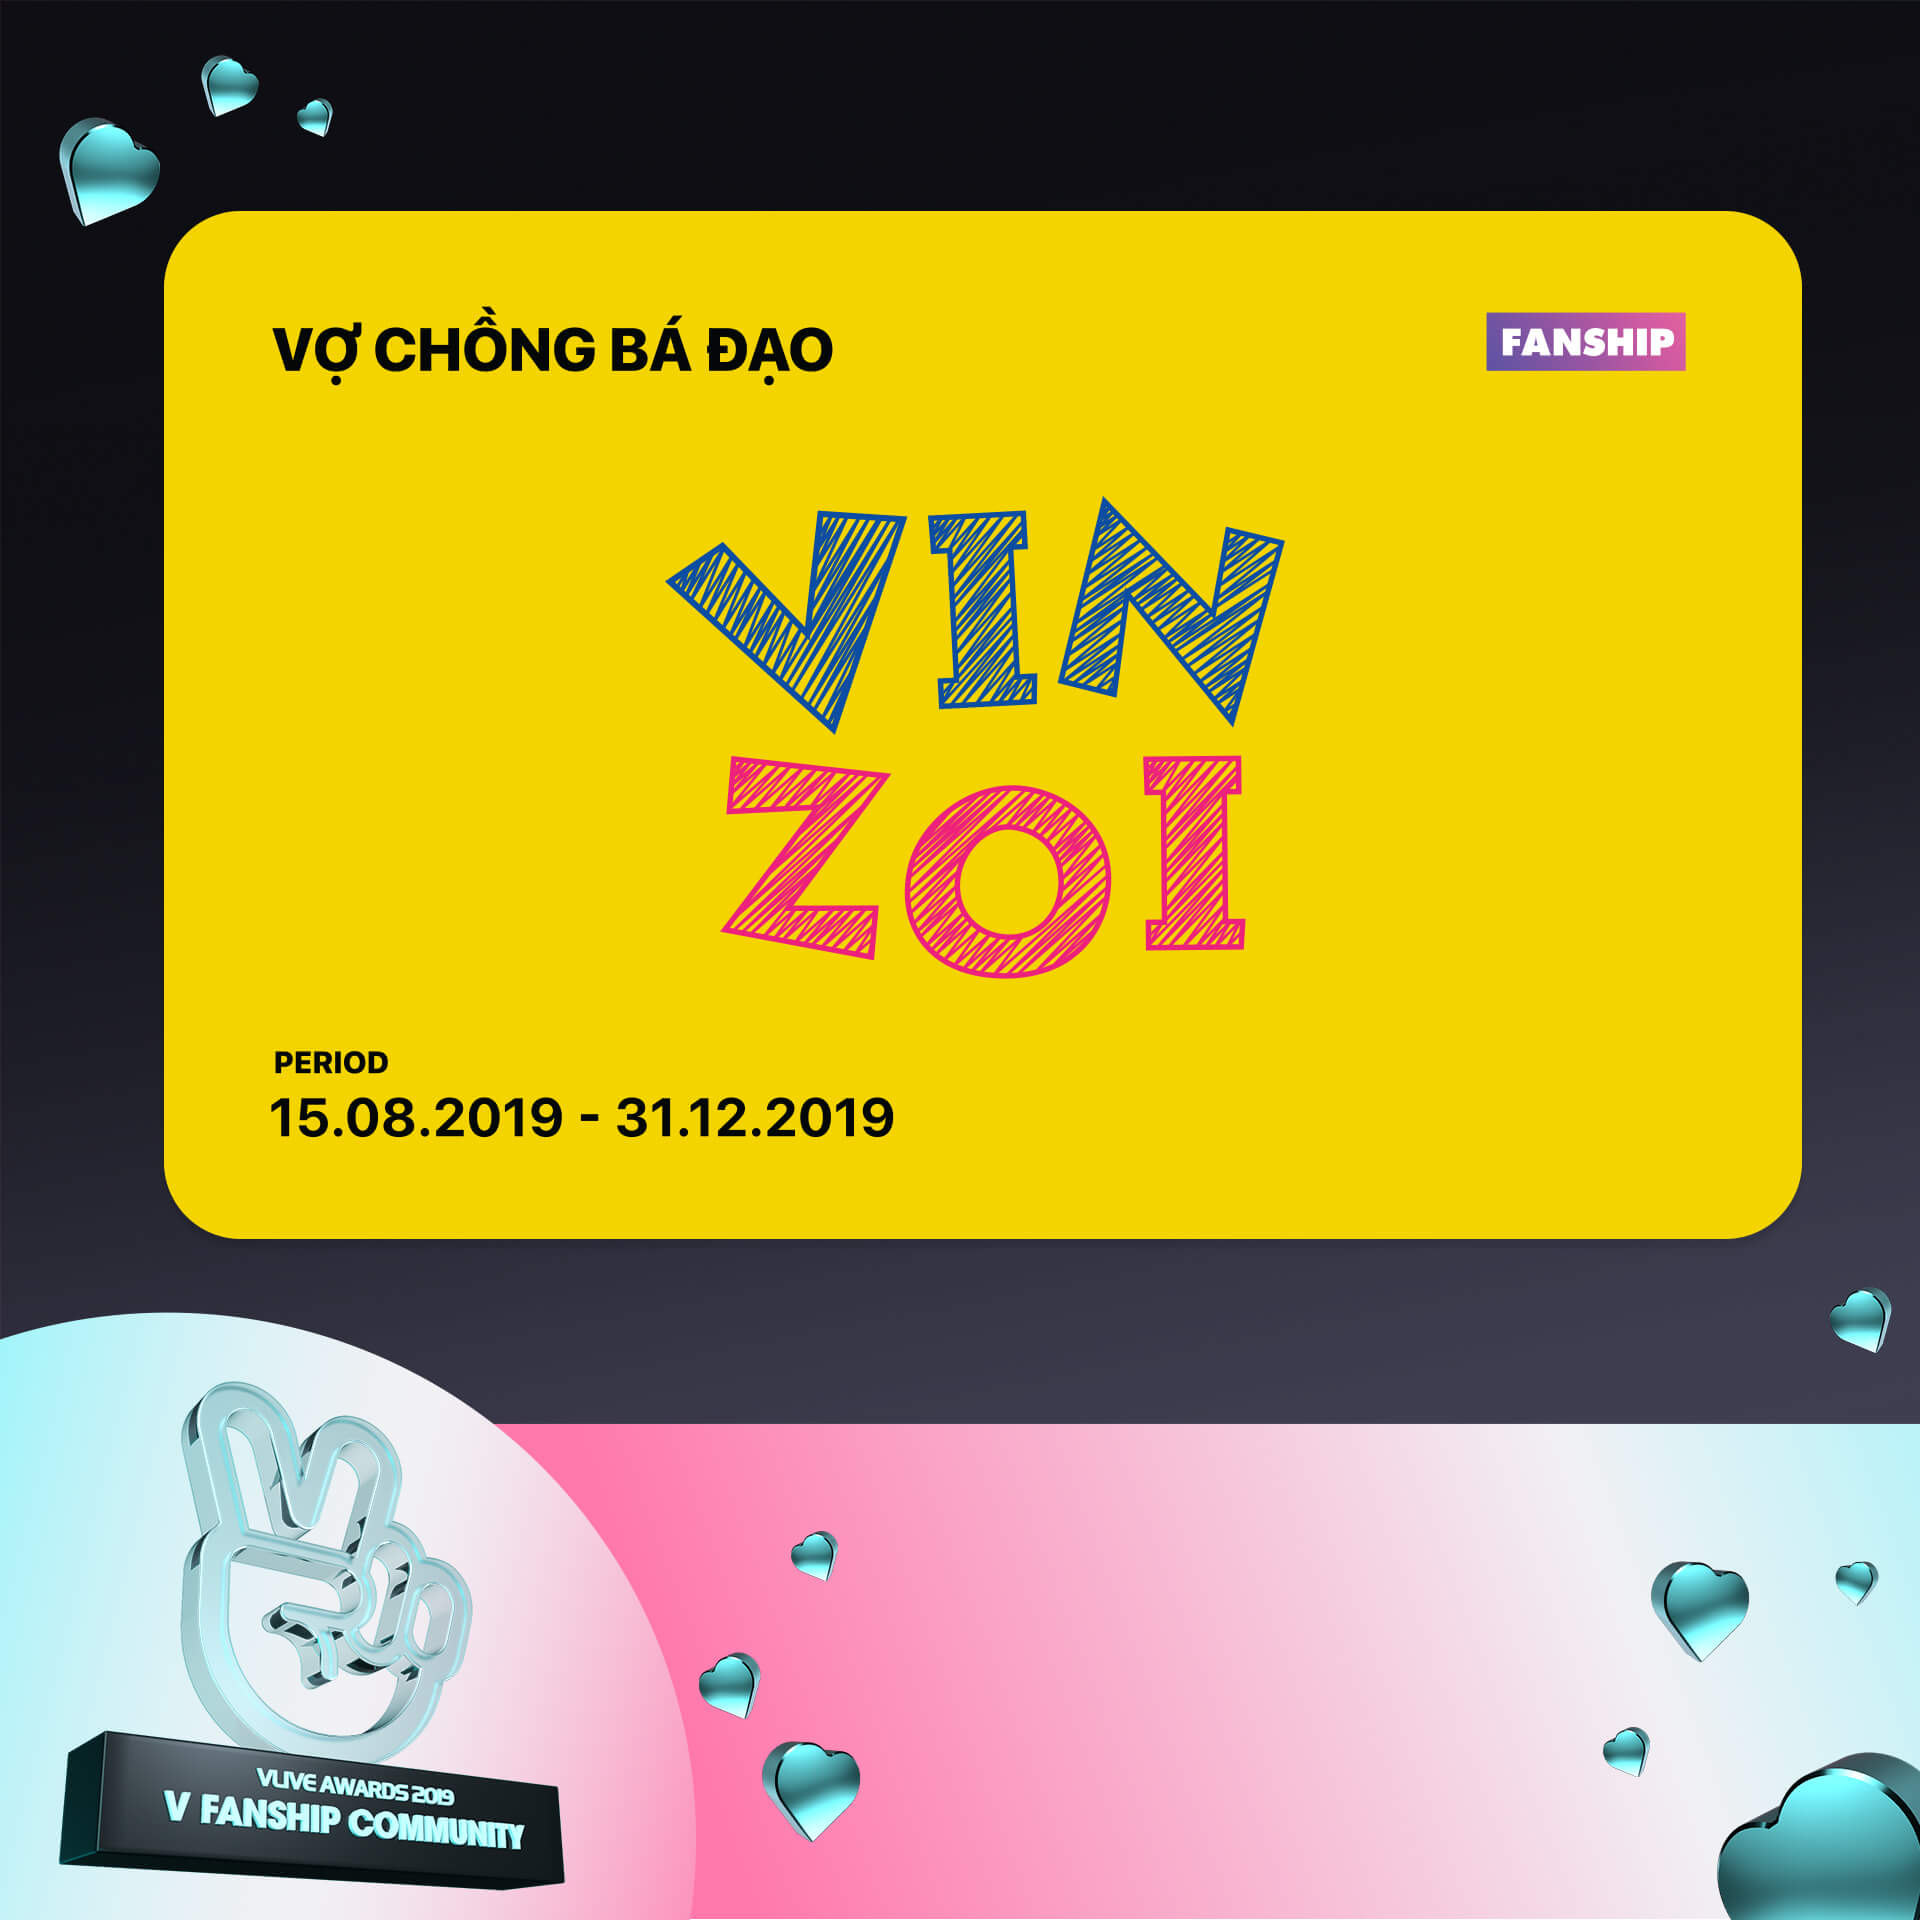 VỢ CHỒNG BÁ ĐẠO
FANSHIP
VIN
ZOI
PERIOD
15.08.2019 - 31.12.2019
VLIVE AWARDS 2019
V FANSHIP COMMUNITY